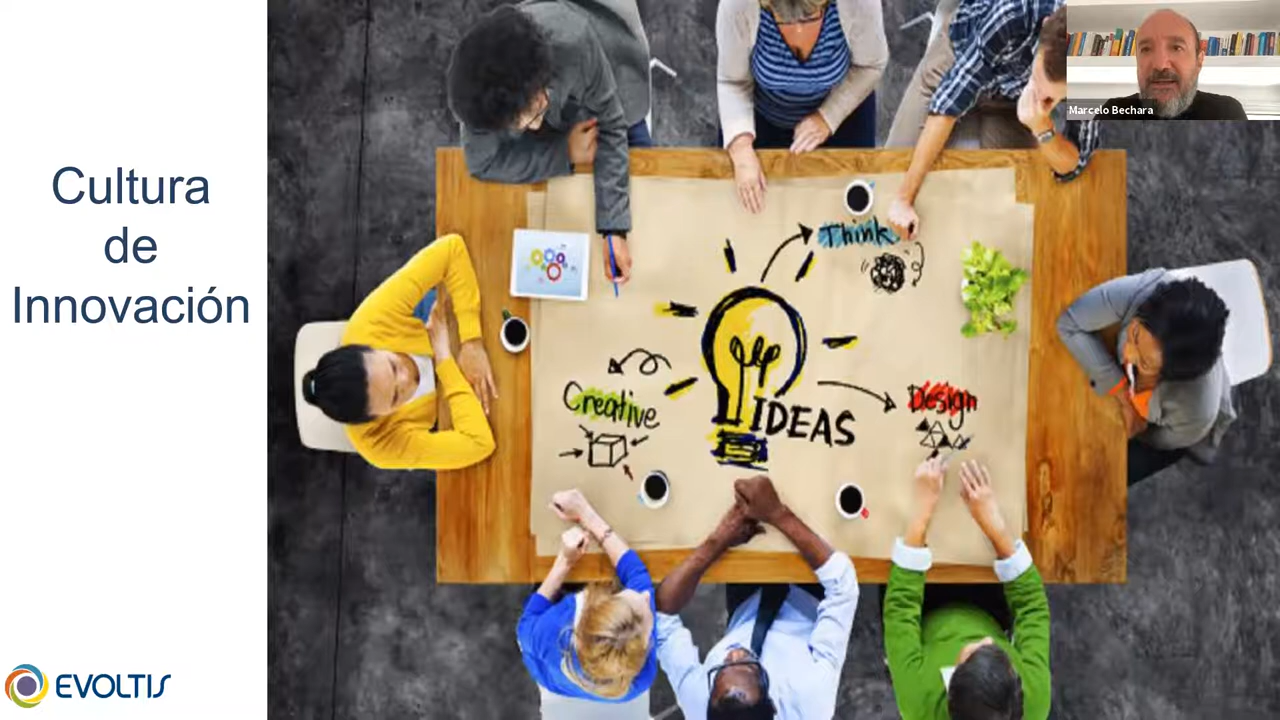 Cultura
de
Innovación
Marcelo Bechara
Think
Creative
IDEAS
Design
EVOLTIS